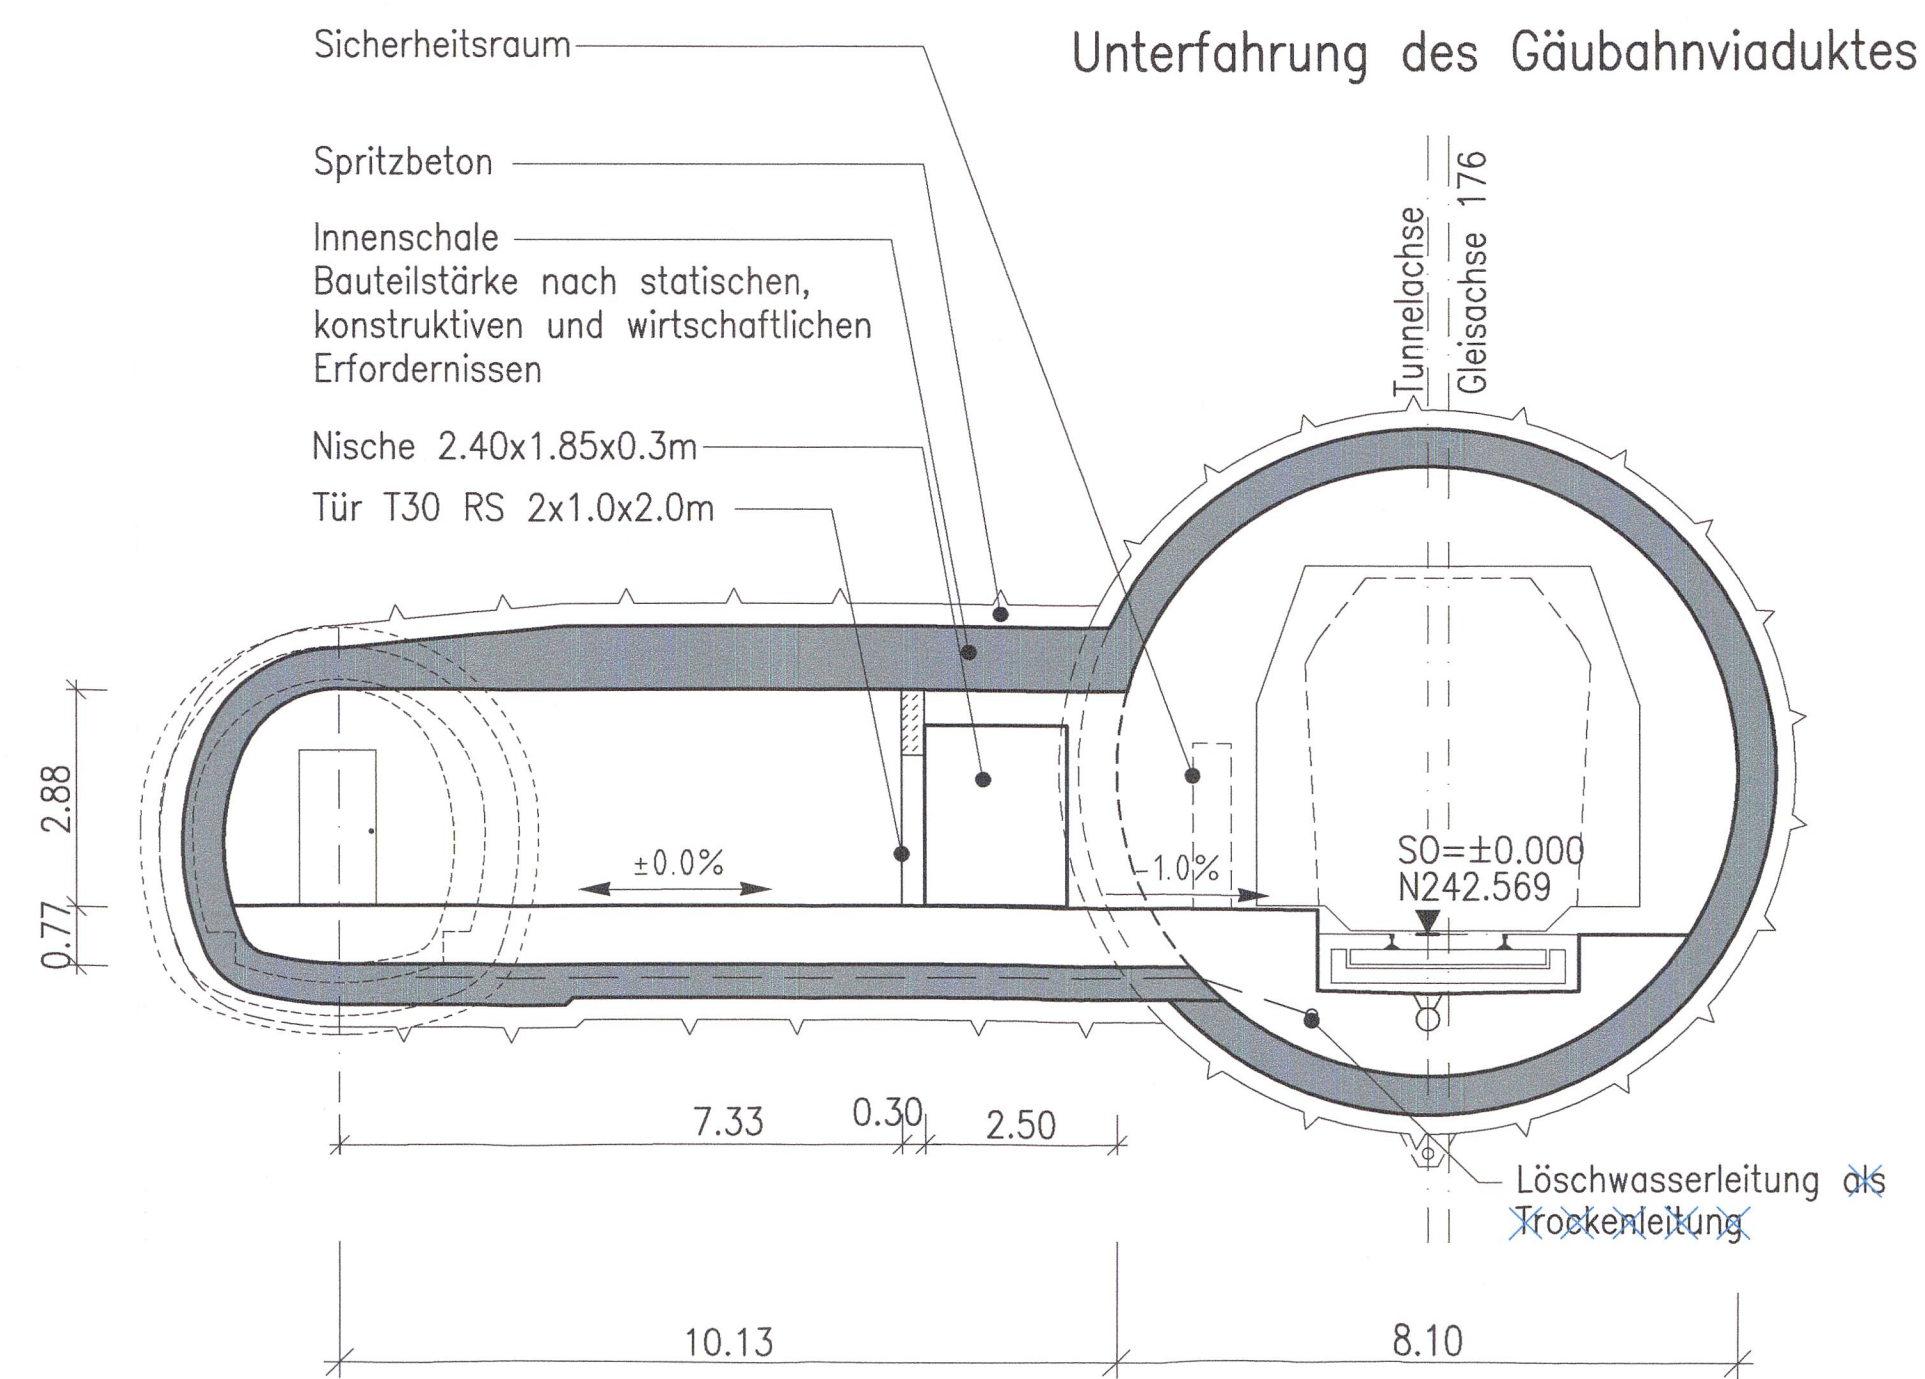 Sicherheitsraum
Unterfahrung des Gäubahnviaduktes
Spritzbeton
Innenschale
Bauteilstärke nach statischen,
konstruktiven und wirtschaftlichen
Erfordernissen
Nische 2.40x1.85x0.3m
Tür T30 RS 2x1.0x2.0m
Tunnelachse
Gleisachse 176
2.88
0.77
±0.0%
-1.0%
SO=±0.000
N242.569
7.33
0.30
2.50
Löschwasserleitung als
Trockenleitung
10.13
8.10